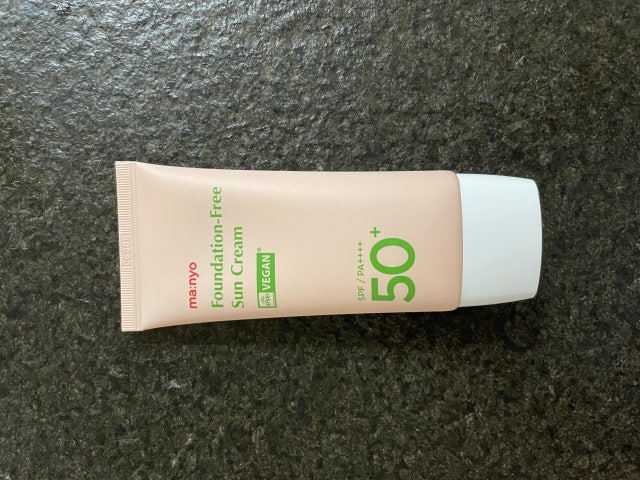 ma:nyo
Foundation-Free
Sun Cream
VEGAN
SPF / PA++++
50+